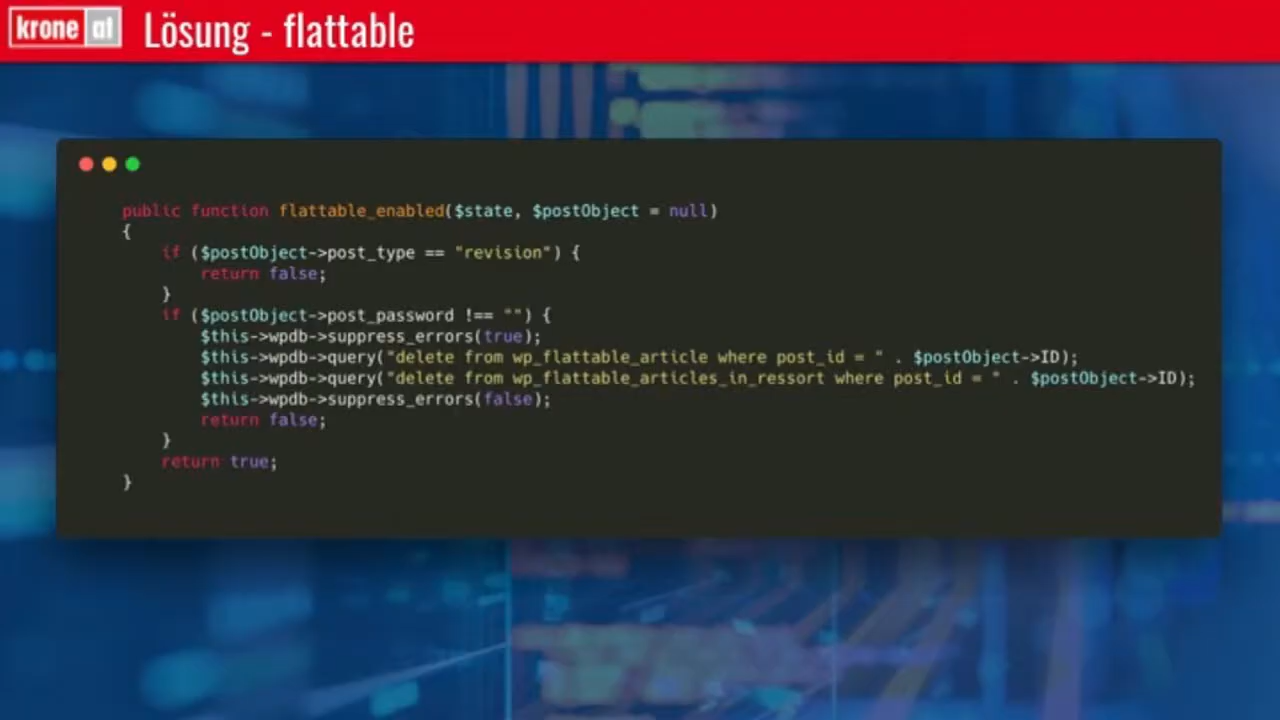 krone at Lösung - flattable
public function flattable_enabled($state, $postObject = null)
{
    if ($postObject->post_type == "revision") {
        return false;
    }
    if ($postObject->post_password !== "") {
        $this->wpdb->suppress_errors(true);
        $this->wpdb->query("delete from wp_flattable_article where post_id = " . $postObject->ID);
        $this->wpdb->query("delete from wp_flattable_articles_in_ressort where post_id = " . $postObject->ID);
        $this->wpdb->suppress_errors(false);
        return false;
    }
    return true;
}